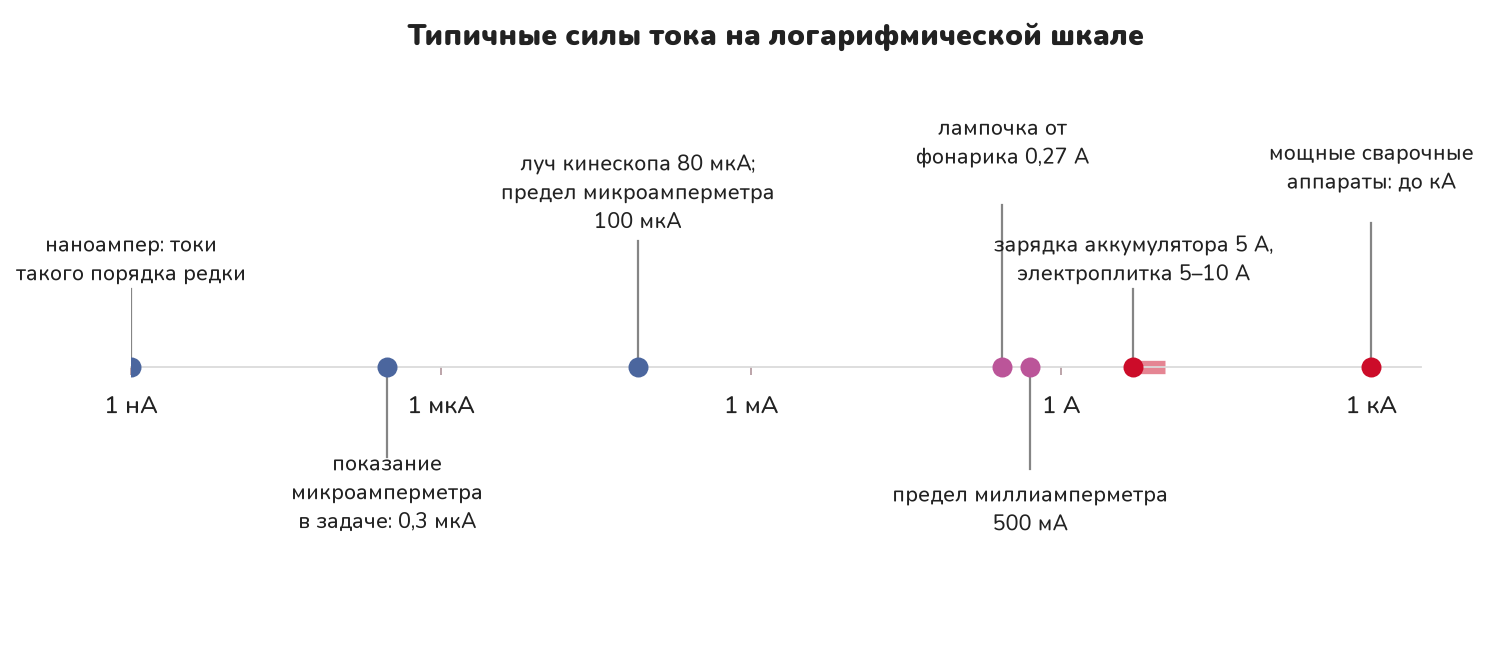 Типичные силы тока на логарифмической шкале
наноампер: токи
такого порядка редки
луч кинескопа 80 мкА;
предел микроамперметра
100 мкА
лампочка от
фонарика 0,27 А
зарядка аккумулятора 5 А,
электроплитка 5–10 А
мощные сварочные
аппараты: до кА
1 нА
1 мкА
1 мА
1 А
1 кА
показание
микроамперметра
в задаче: 0,3 мкА
предел миллиамперметра
500 мА